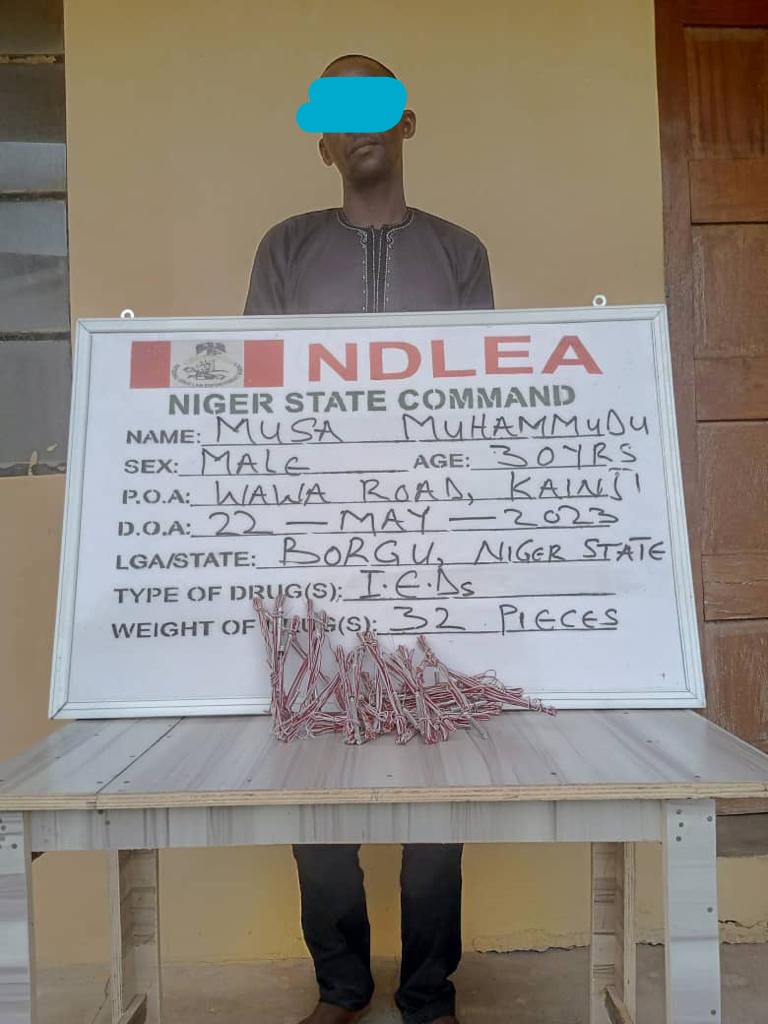 NDLEA
NIGER STATE COMMAND
NAME: MUSA MUHAMMUDU
SEX: MALE AGE: 30YRS
P.O.A: WAWA ROAD, KAINJI
D.O.A: 22 - MAY - 2023
LGA/STATE: BORGU, NIGER STATE
TYPE OF DRUG(S): I.E.Ds
WEIGHT OF DRUG(S): 32 PIECES